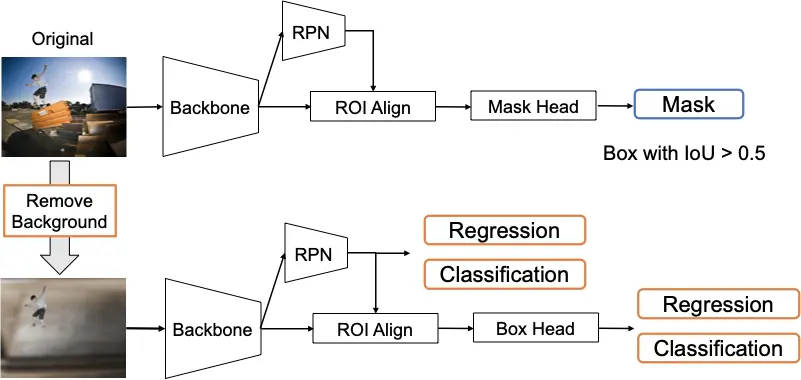 Original
RPN
Backbone
ROI Align
Mask Head
Mask
Box with IoU > 0.5
Remove
Background
RPN
Regression
Classification
Backbone
ROI Align
Box Head
Regression
Classification